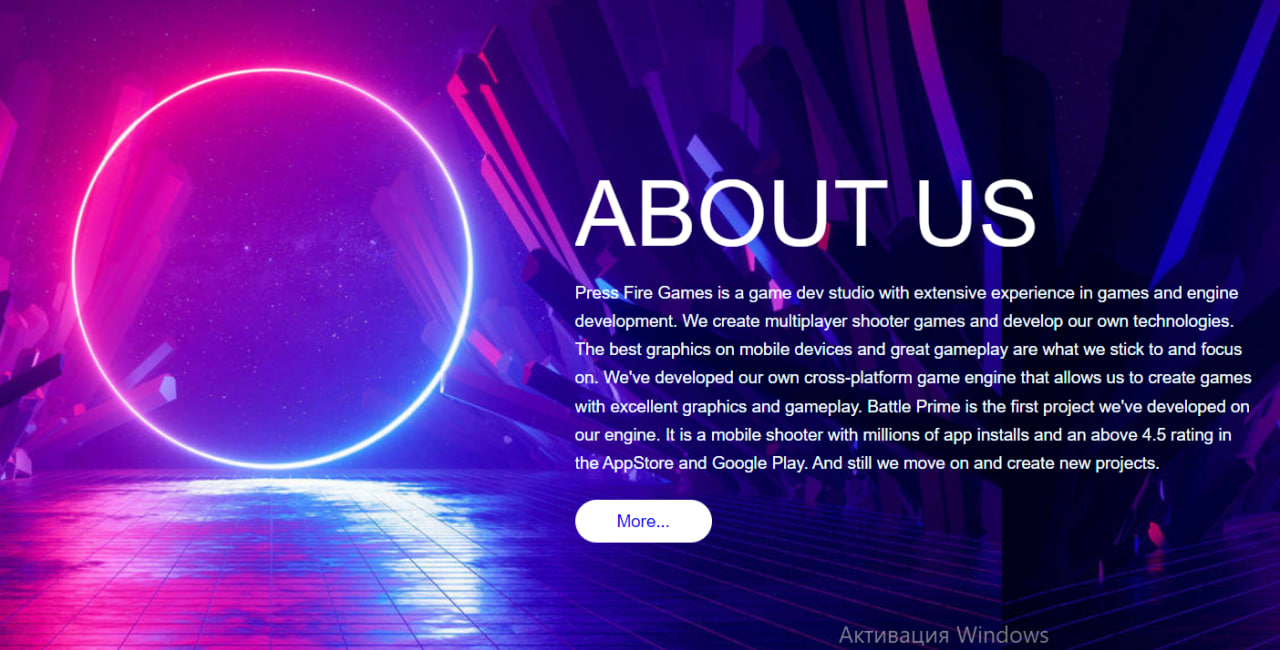 ABOUT US
Press Fire Games is a game dev studio with extensive experience in games and engine
development. We create multiplayer shooter games and develop our own technologies.
The best graphics on mobile devices and great gameplay are what we stick to and focus
on. We've developed our own cross-platform game engine that allows us to create games
with excellent graphics and gameplay. Battle Prime is the first project we've developed on
our engine. It is a mobile shooter with millions of app installs and an above 4.5 rating in
the AppStore and Google Play. And still we move on and create new projects.
More...
Активация Windows